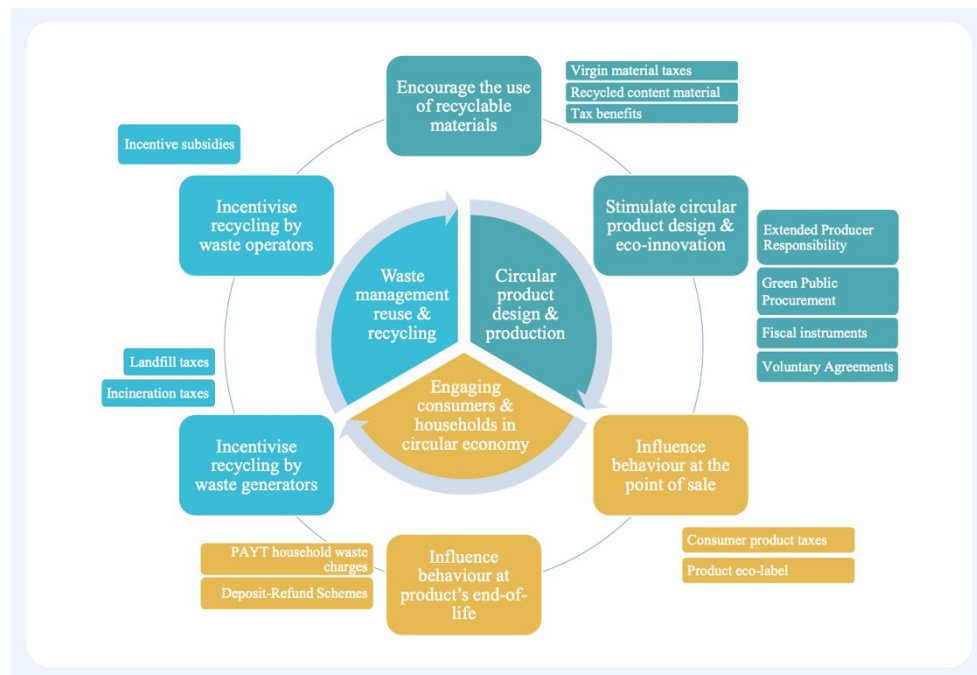 Encourage the use
of recyclable
materials
Virgin material taxes
Recycled content material
Tax benefits
Incentive subsidies
Incentivise
recycling by
waste operators
Stimulate circular
product design &
eco-innovation
Extended Producer
Responsibility
Green Public
Procurement
Fiscal instruments
Voluntary Agreements
Waste
management
reuse &
recycling
Circular
product
design &
production
Engaging
consumers &
households in
circular economy
Landfill taxes
Incineration taxes
Incentivise
recycling by
waste generators
Influence
behaviour at the
point of sale
Consumer product taxes
Product eco-label
PAYT household waste
charges
Deposit-Refund Schemes
Influence
behaviour at
product's end-of-
life